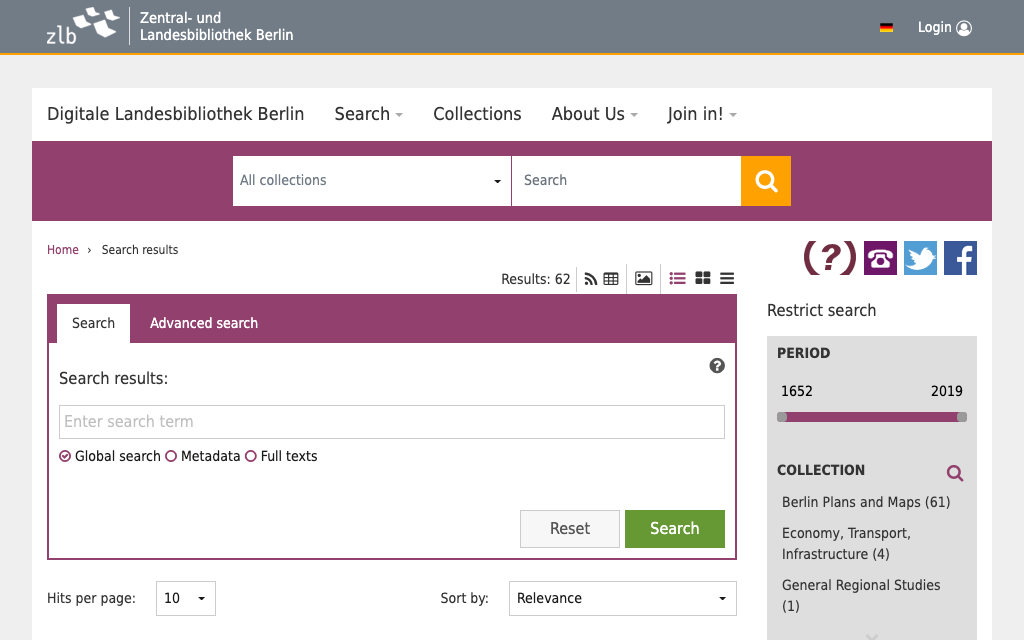 zlb
Zentral- und
Landesbibliothek Berlin
Login
Digitale Landesbibliothek Berlin
Search
Collections
About Us
Join in!
All collections
Search
Home › Search results
(?)
Results: 62
Search
Advanced search
Search results:
Enter search term
Global search
Metadata
Full texts
Reset
Search
Hits per page:
10
Sort by:
Relevance
Restrict search
PERIOD
1652
2019
COLLECTION
Berlin Plans and Maps (61)
Economy, Transport,
Infrastructure (4)
General Regional Studies
(1)